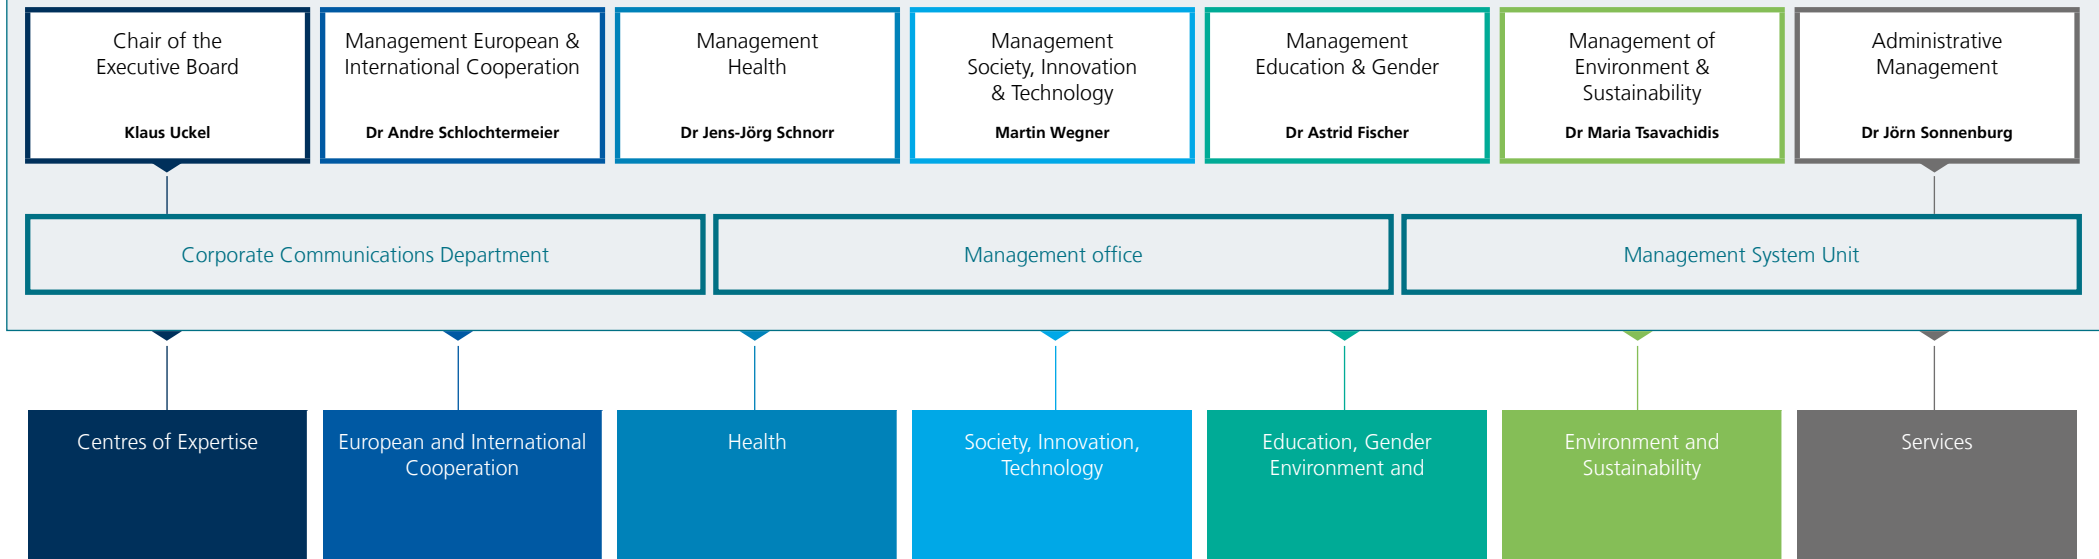 Chair of the
Executive Board
Klaus Uckel
Management European &
International Cooperation
Dr Andre Schlochtermeier
Management
Health
Dr Jens-Jörg Schnorr
Management
Society, Innovation
& Technology
Martin Wegner
Management
Education & Gender
Dr Astrid Fischer
Management of
Environment &
Sustainability
Dr Maria Tsavachidis
Administrative
Management
Dr Jörn Sonnenburg
Corporate Communications Department
Management office
Management System Unit
Centres of Expertise
European and International
Cooperation
Health
Society, Innovation,
Technology
Education, Gender
Environment and
Environment and
Sustainability
Services